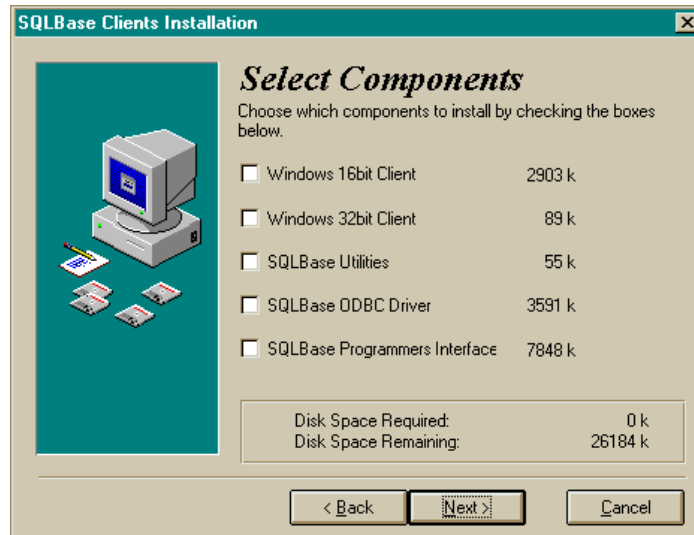 SQLBase Clients Installation
Select Components
Choose which components to install by checking the boxes
below.
Windows 16bit Client 2903 k
Windows 32bit Client 89 k
SQLBase Utilities 55 k
SQLBase ODBC Driver 3591 k
SQLBase Programmers Interface 7848 k
Disk Space Required: 0 k
Disk Space Remaining: 26184 k
< Back Next > Cancel